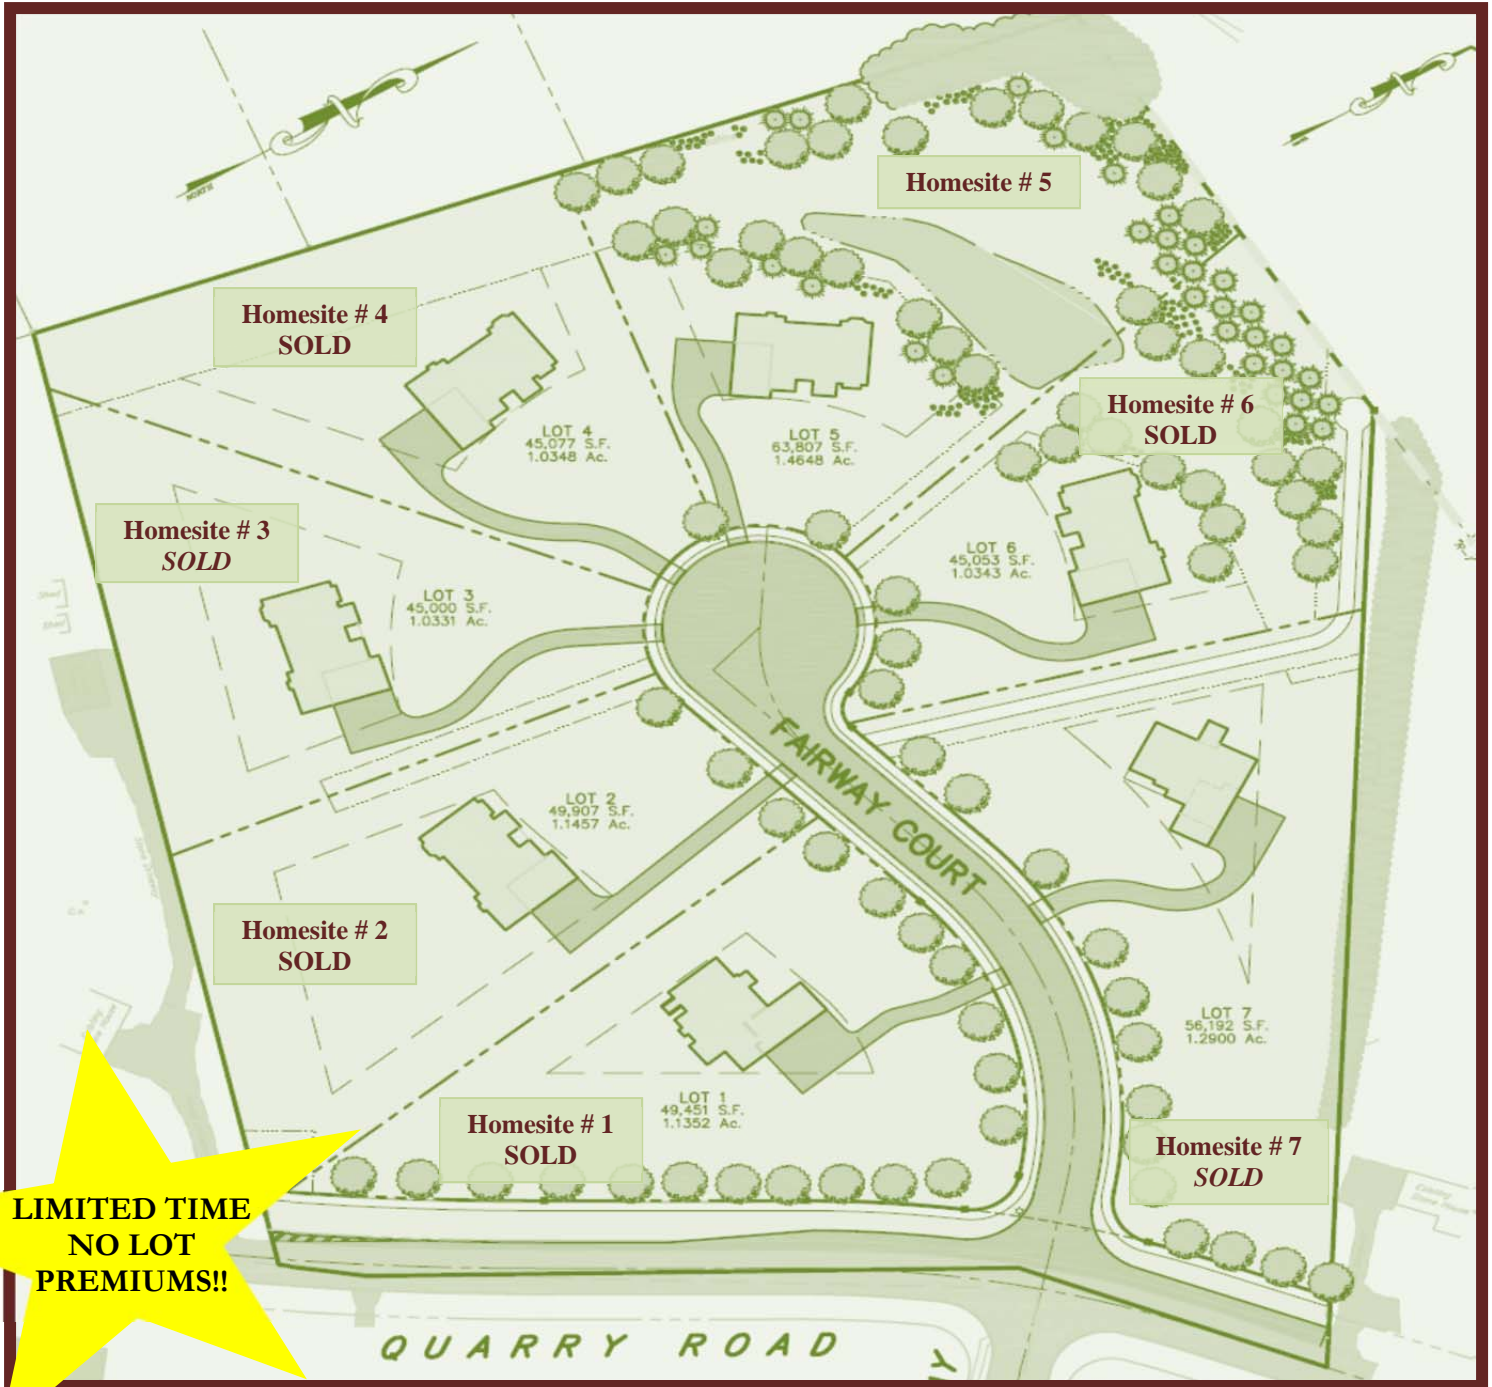 NORTH
Homesite # 5
Homesite # 4
SOLD
Homesite # 6
SOLD
LOT 4
45,077 S.F.
1.0348 Ac.
LOT 5
63,807 S.F.
1.4648 Ac.
Homesite # 3
SOLD
LOT 6
45,053 S.F.
1.0343 Ac.
LOT 3
45,000 S.F.
1.0331 Ac.
FAIRWAY COURT
LOT 2
49,907 S.F.
1.1457 Ac.
Homesite # 2
SOLD
LOT 7
56,192 S.F.
1.2900 Ac.
LOT 1
49,451 S.F.
1.1352 Ac.
Homesite # 1
SOLD
Homesite # 7
SOLD
LIMITED TIME
NO LOT
PREMIUMS!!
QUARRY ROAD